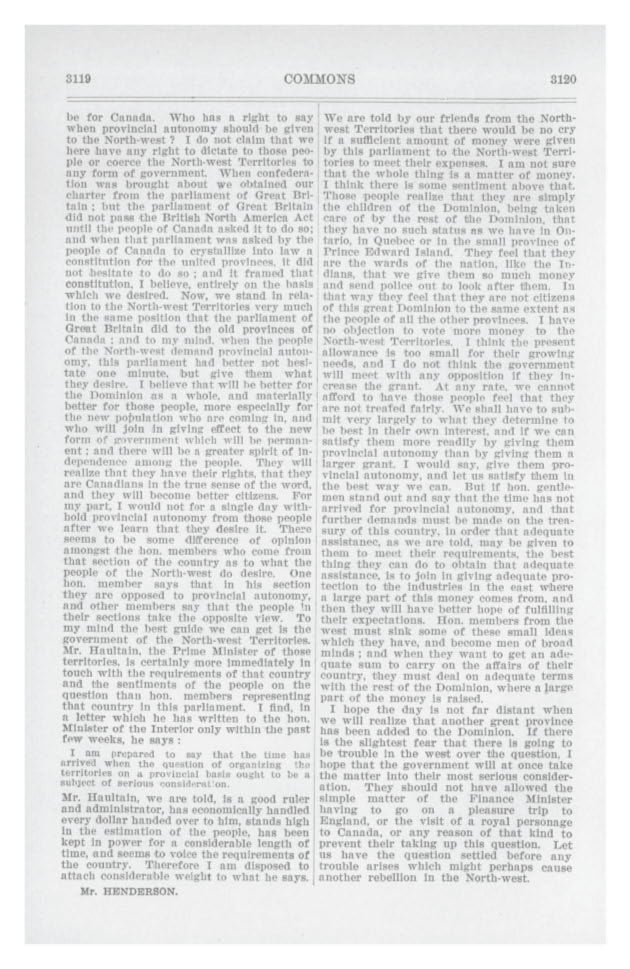 3119 COMMONS 3120
be for Canada. Who has a right to say
when provincial autonomy should be given
to the North-west ? I do not claim that we
here have any right to dictate to those peo-
ple or coerce the North-west Territories to
any form of government. When confedera-
tion was brought about we obtained our
charter from the parliament of Great Bri-
tain ; but the parliament of Great Britain
did not pass the British North America Act
until the people of Canada asked it to do so;
and when that parliament was asked by the
people of Canada to crystallize into law a
constitution for the united provinces, it did
not hesitate to do so ; and it framed that
constitution, I believe, entirely on the basis
which we desired. Now, we stand in rela-
tion to the North-west Territories very much
in the same position that the parliament of
Great Britain did to the old provinces of
Canada ; and to my mind, when the people
of the North-west demand provincial auton-
omy, this parliament had better not hesi-
tate one minute, but give them what
they desire. I believe that will be better for
the Dominion as a whole, and materially
better for those people, more especially for
the new population who are coming in, and
who will join in giving effect to the new
form of government which will be perman-
ent ; and there will be a greater spirit of in-
dependence among the people. They will
realize that they have their rights, that they
are Canadians in the true sense of the word,
and they will become better citizens. For
my part, I would not for a single day with-
hold provincial autonomy from those people
after we learn that they desire it. There
seems to be some difference of opinion
amongst the hon. members who come from
that section of the country as to what the
people of the North-west do desire. One
hon. member says that in his section
they are opposed to provincial autonomy,
and other members say that the people in
their sections take the opposite view. To
my mind the best guide we can get is the
government of the North-west Territories.
Mr. Haultain, the Prime Minister of those
territories, is certainly more immediately in
touch with the requirements of that country
and the sentiments of the people on the
question than hon. members representing
that country in this parliament. I find, in
a letter which he has written to the hon.
Minister of the Interior only within the past
few weeks, he says :
I am prepared to say that the time has
arrived when the question of organizing the
territories on a provincial basis ought to be a
subject of serious consideration.
Mr. Haultain, we are told, is a good ruler
and administrator, has economically handled
every dollar handed over to him, stands high
in the estimation of the people, has been
kept in power for a considerable length of
time, and seems to voice the requirements of
the country. Therefore I am disposed to
attach considerable weight to what he says.
Mr. HENDERSON.
We are told by our friends from the North-
west Territories that there would be no cry
if a sufficient amount of money were given
by this parliament to the North-west Terri-
tories to meet their expenses. I am not sure
that the whole thing is a matter of money.
I think there is some sentiment above that.
Those people realize that they are simply
the children of the Dominion, being taken
care of by the rest of the Dominion, that
they have no such status as we have in On-
tario, in Quebec or in the small province of
Prince Edward Island. They feel that they
are the wards of the nation, like the In-
dians, that we give them so much money
and send police out to look after them. In
that way they feel that they are not citizens
of this great Dominion to the same extent as
the people of all the other provinces. I have
no objection to vote more money to the
North-west Territories. I think the present
allowance is too small for their growing
needs, and I do not think the government
will meet with any opposition if they in-
crease the grant. At any rate, we cannot
afford to have those people feel that they
are not treated fairly. We shall have to sub-
mit very largely to what they determine to
be best in their own interest, and if we can
satisfy them more readily by giving them
provincial autonomy than by giving them a
larger grant, I would say, give them pro-
vincial autonomy, and let us satisfy them in
the best way we can. But if hon. gentle-
men stand out and say that the time has not
arrived for provincial autonomy, and that
further demands must be made on the trea-
sury of this country, in order that adequate
assistance, as we are told, may be given to
them to meet their requirements, the best
thing they can do to obtain that adequate
assistance, is to join in giving adequate pro-
tection to the industries in the east where
a large part of this money comes from, and
then they will have better hope of fulfilling
their expectations. Hon. members from the
west must sink some of these small ideas
which they have, and become men of broad
minds ; and when they want to get an ade-
quate sum to carry on the affairs of their
country, they must deal on adequate terms
with the rest of the Dominion, where a large
part of the money is raised.
I hope the day is not far distant when
we will realize that another great province
has been added to the Dominion. If there
is the slightest fear that there is going to
be trouble in the west over the question, I
hope that the government will at once take
the matter into their most serious consider-
ation. They should not have allowed the
simple matter of the Finance Minister
having to go on a pleasure trip to
England, or the visit of a royal personage
to Canada, or any reason of that kind to
prevent their taking up this question. Let
us have the question settled before any
trouble arises which might perhaps cause
another rebellion in the North-west.